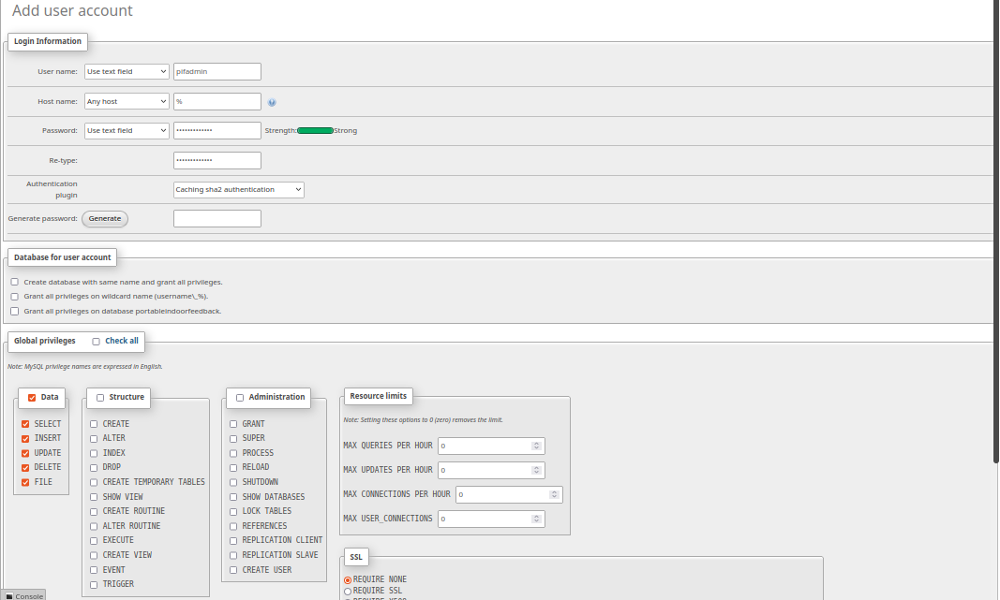 Add user account
Login Information
User name: Use text field pifadmin
Host name: Any host %
Password: Use text field ············· Strength: Strong
Re-type: ·············
Authentication
plugin Caching sha2 authentication
Generate password: Generate
Database for user account
Create database with same name and grant all privileges.
Grant all privileges on wildcard name (username\_%).
Grant all privileges on database portableindoorfeedback.
Global privileges Check all
Note: MySQL privilege names are expressed in English.
Data
SELECT
INSERT
UPDATE
DELETE
FILE
Structure
CREATE
ALTER
INDEX
DROP
CREATE TEMPORARY TABLES
SHOW VIEW
CREATE ROUTINE
ALTER ROUTINE
EXECUTE
CREATE VIEW
EVENT
TRIGGER
Administration
GRANT
SUPER
PROCESS
RELOAD
SHUTDOWN
SHOW DATABASES
LOCK TABLES
REFERENCES
REPLICATION CLIENT
REPLICATION SLAVE
CREATE USER
Resource limits
Note: Setting these options to 0 (zero) removes the limit.
MAX QUERIES PER HOUR 0
MAX UPDATES PER HOUR 0
MAX CONNECTIONS PER HOUR 0
MAX USER_CONNECTIONS 0
SSL
REQUIRE NONE
REQUIRE SSL
Console